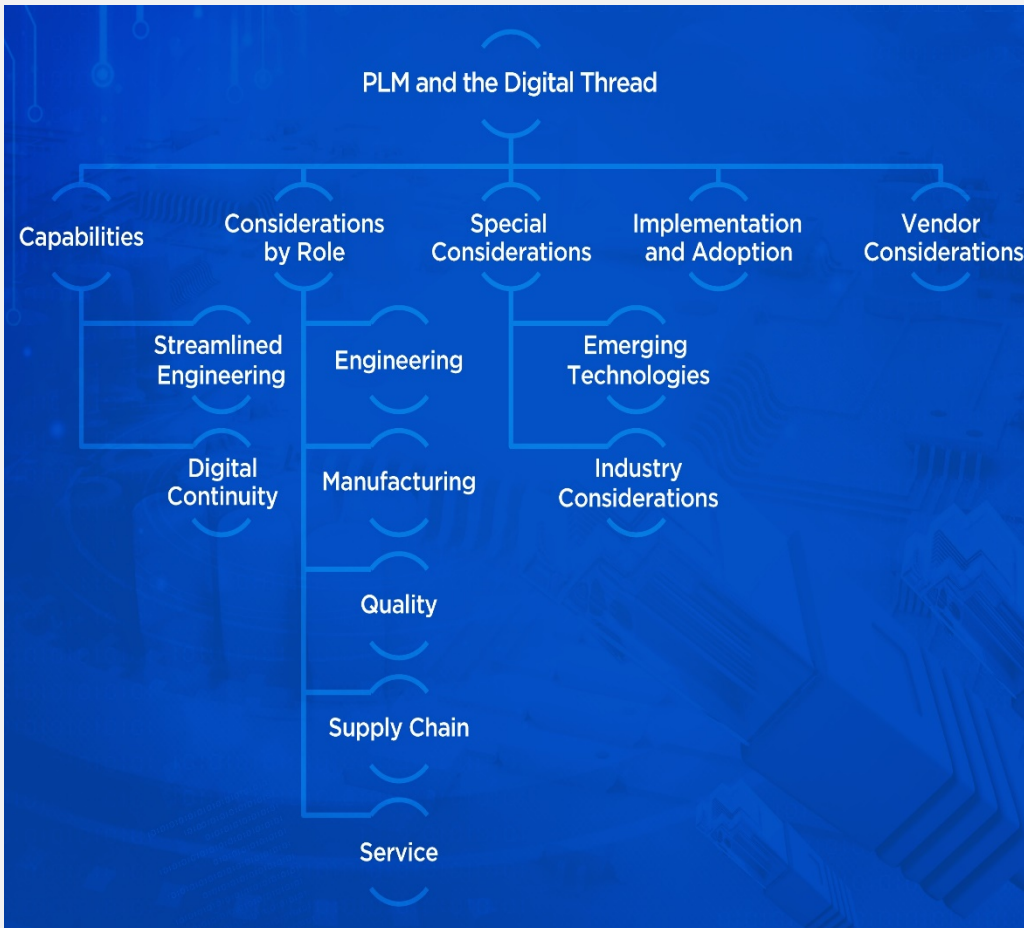 PLM and the Digital Thread
Capabilities
Considerations
by Role
Special
Considerations
Implementation
and Adoption
Vendor
Considerations
Streamlined
Engineering
Digital
Continuity
Engineering
Manufacturing
Quality
Supply Chain
Service
Emerging
Technologies
Industry
Considerations